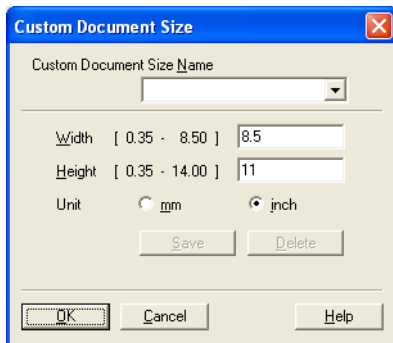 Custom Document Size
Custom Document Size Name
Width [ 0.35 - 8.50 ] 8.5
Height [ 0.35 - 14.00 ] 11
Unit mm inch
Save Delete
OK Cancel Help